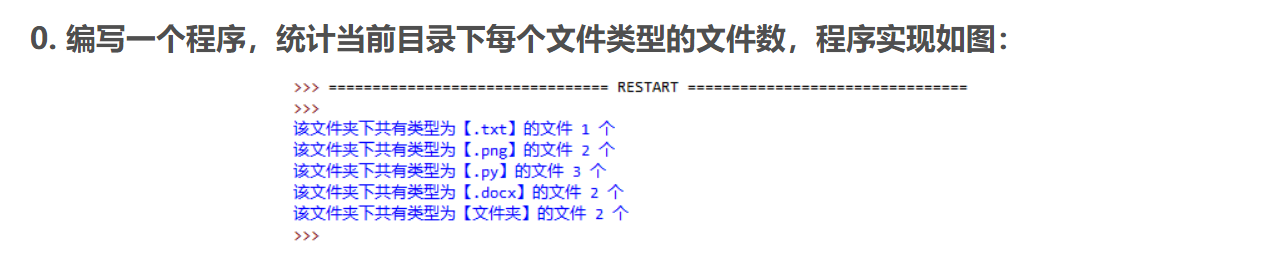 0. 编写一个程序，统计当前目录下每个文件类型的文件数，程序实现如图：
>>> ================================ RESTART ================================
>>>
该文件夹下共有类型为【.txt】的文件 1 个
该文件夹下共有类型为【.png】的文件 2 个
该文件夹下共有类型为【.py】的文件 3 个
该文件夹下共有类型为【.docx】的文件 2 个
该文件夹下共有类型为【文件夹】的文件 2 个
>>>